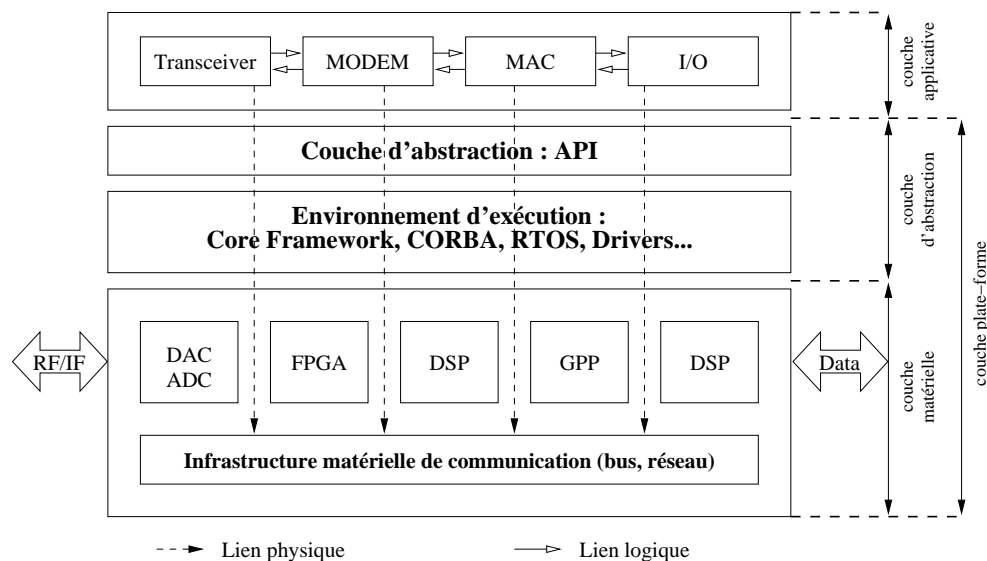 Transceiver
MODEM
MAC
I/O
couche
applicative
Couche d'abstraction : API
Environnement d'exécution :
Core Framework, CORBA, RTOS, Drivers...
couche
d'abstraction
couche plate-forme
RF/IF
DAC
ADC
FPGA
DSP
GPP
DSP
Data
couche
matérielle
Infrastructure matérielle de communication (bus, réseau)
Lien physique
Lien logique